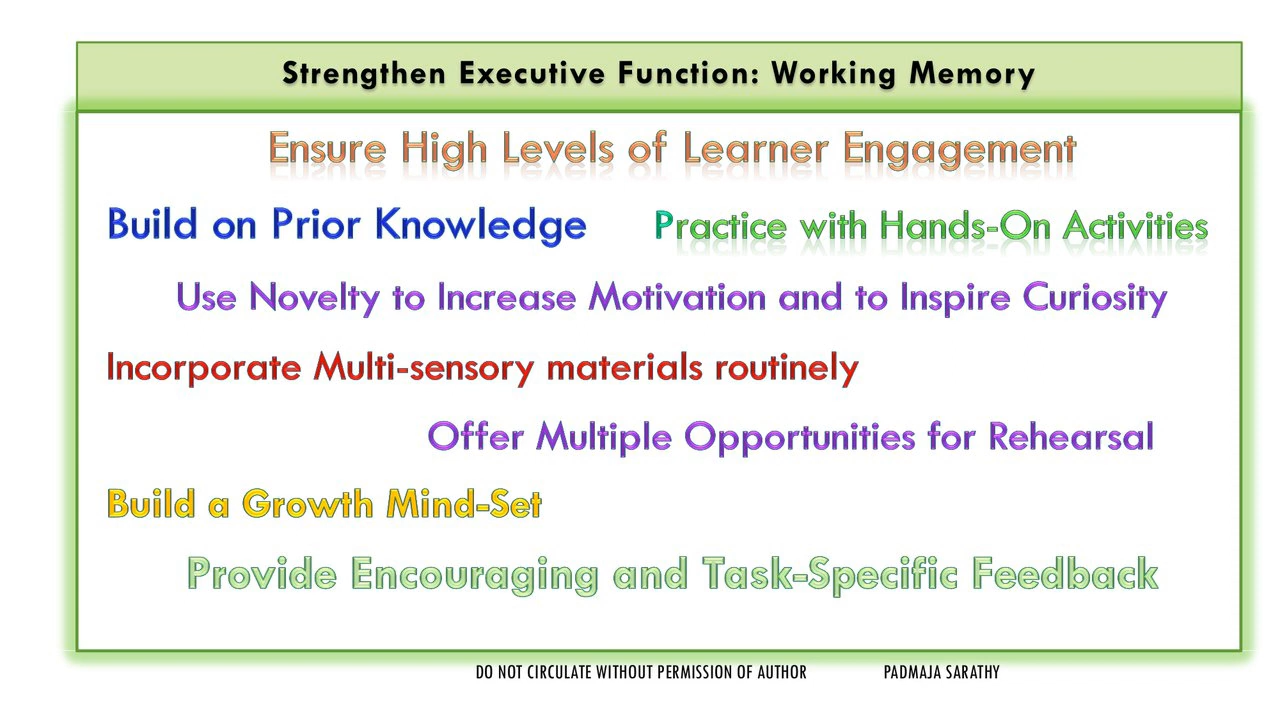 Strengthen Executive Function: Working Memory
Ensure High Levels of Learner Engagement
Build on Prior Knowledge Practice with Hands-On Activities
Use Novelty to Increase Motivation and to Inspire Curiosity
Incorporate Multi-sensory materials routinely
Offer Multiple Opportunities for Rehearsal
Build a Growth Mind-Set
Provide Encouraging and Task-Specific Feedback
DO NOT CIRCULATE WITHOUT PERMISSION OF AUTHOR PADMAJA SARATHY